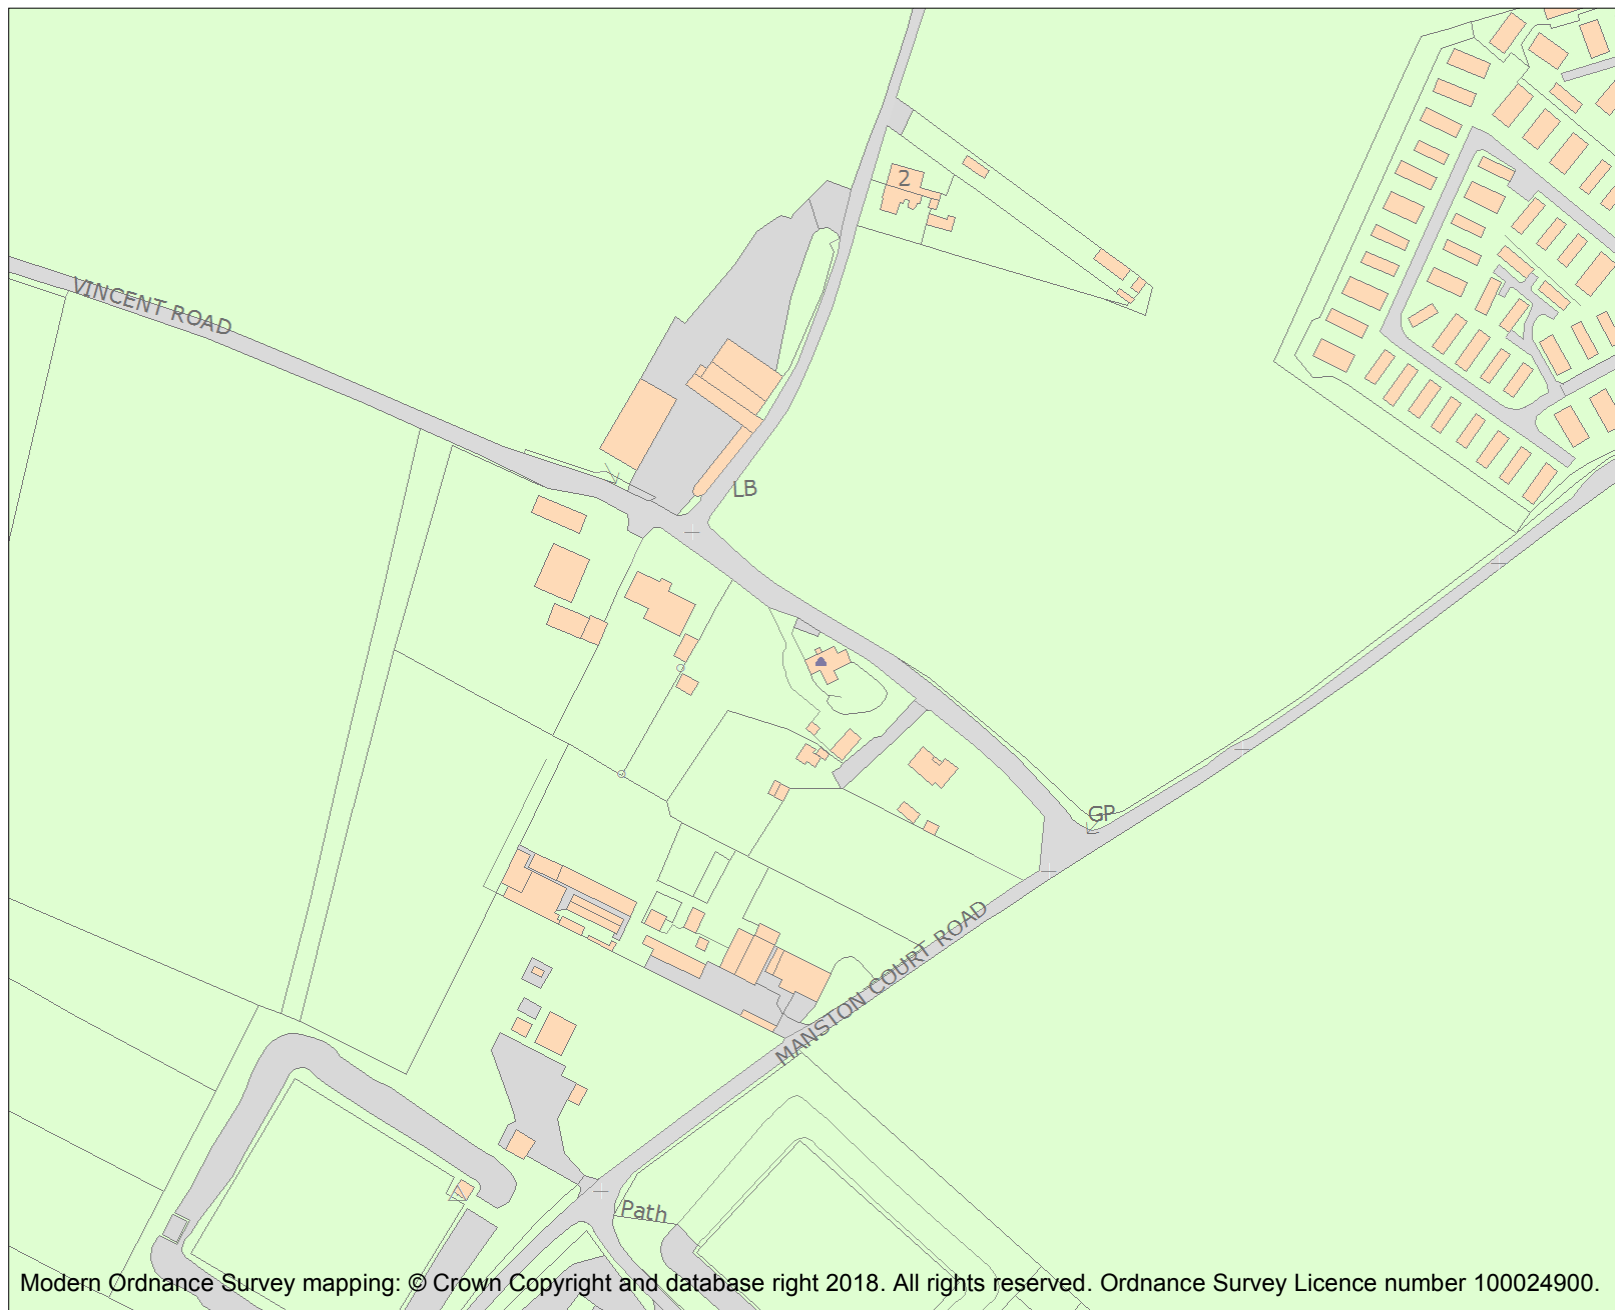 2
VINCENT ROAD
LB
GP
MANSTON COURT ROAD
Path
Modern Ordnance Survey mapping: © Crown Copyright and database right 2018. All rights reserved. Ordnance Survey Licence number 100024900.